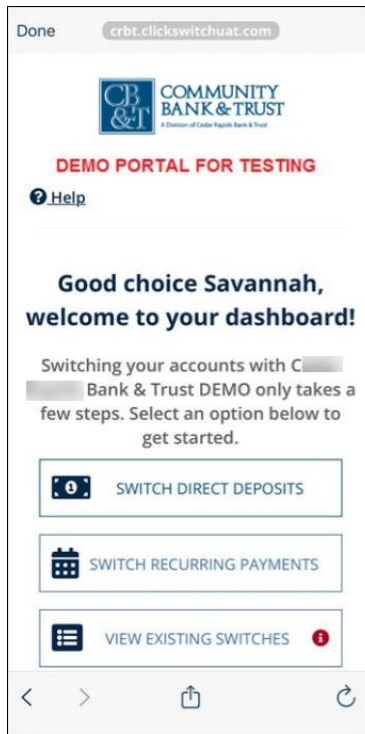 Done
crbt.clickswitchuat.com
CB
&T
COMMUNITY
BANK & TRUST
A Division of Cedar Rapids Bank & Trust
DEMO PORTAL FOR TESTING
Help
Good choice Savannah,
welcome to your dashboard!
Switching your accounts with C
Bank & Trust DEMO only takes a
few steps. Select an option below to
get started.
SWITCH DIRECT DEPOSITS
SWITCH RECURRING PAYMENTS
VIEW EXISTING SWITCHES